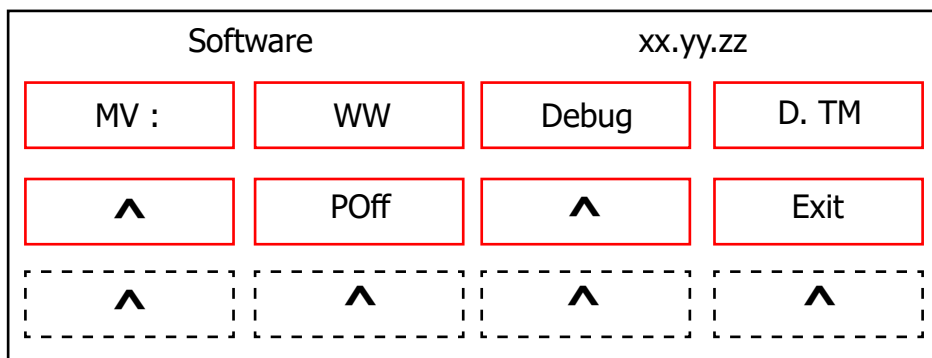 Software xx.yy.zz
MV : WW Debug D. TM
^ POff ^ Exit
^ ^ ^ ^